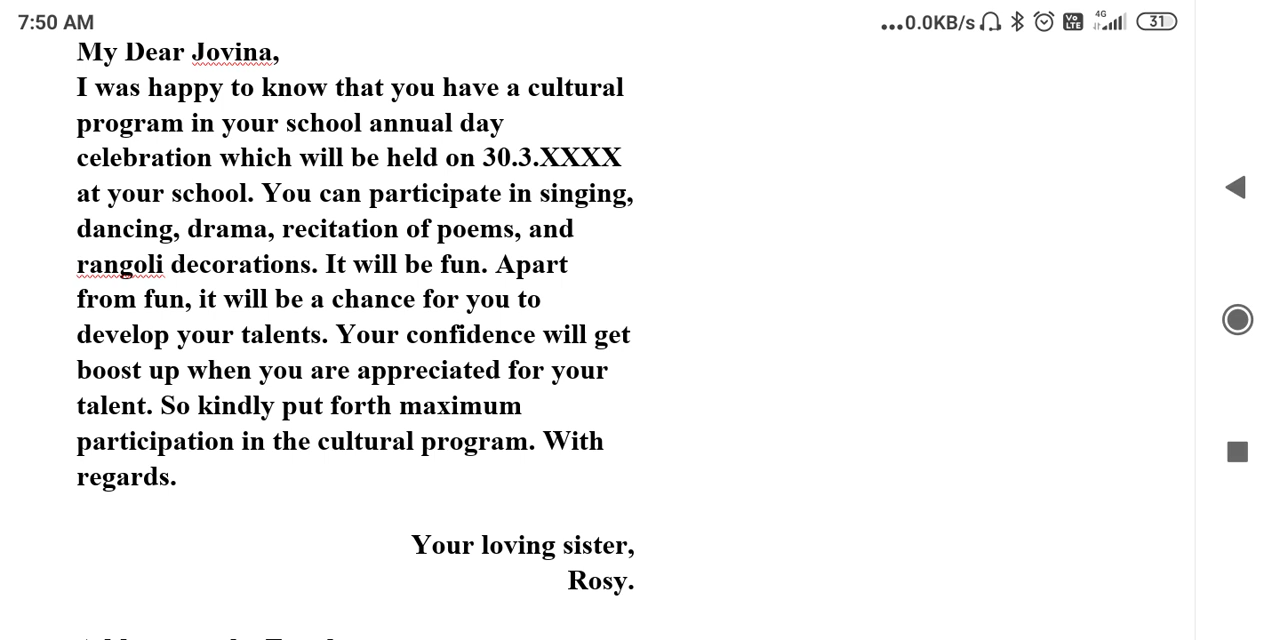 7:50 AM
...0.0KB/s
Vo
LTE
4G
31
My Dear Jovina,
I was happy to know that you have a cultural
program in your school annual day
celebration which will be held on 30.3.XXXX
at your school. You can participate in singing,
dancing, drama, recitation of poems, and
rangoli decorations. It will be fun. Apart
from fun, it will be a chance for you to
develop your talents. Your confidence will get
boost up when you are appreciated for your
talent. So kindly put forth maximum
participation in the cultural program. With
regards.
Your loving sister,
Rosy.